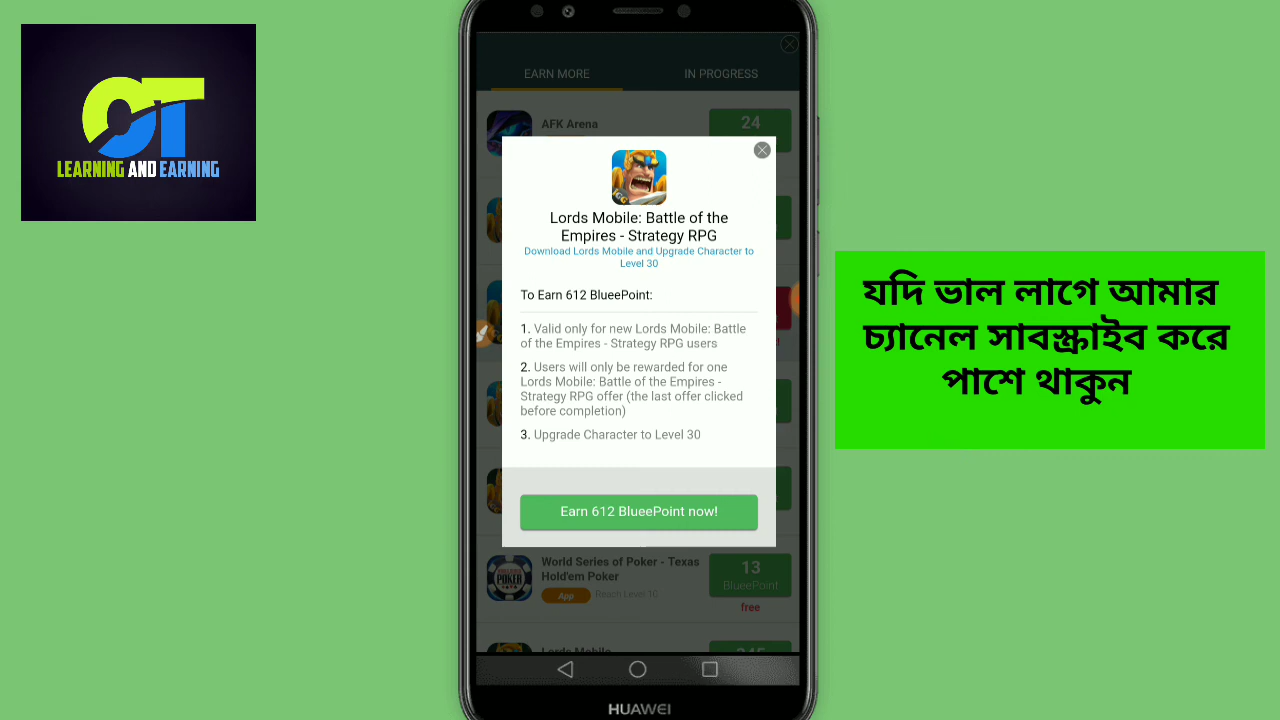 OT
LEARNING AND EARNING
EARN MORE
IN PROGRESS
AFK Arena
24
Lords Mobile: Battle of the
Empires - Strategy RPG
Download Lords Mobile and Upgrade Character to
Level 30
To Earn 612 BlueePoint:
1. Valid only for new Lords Mobile: Battle
of the Empires - Strategy RPG users
2. Users will only be rewarded for one
Lords Mobile: Battle of the Empires -
Strategy RPG offer (the last offer clicked
before completion)
3. Upgrade Character to Level 30
Earn 612 BlueePoint now!
World Series of Poker - Texas
Hold'em Poker
App
Reach Level 10
13
BlueePoint
free
Lords Mobile
HUAWEI
যদি ভাল লাগে আমার
চ্যানেল সাবস্ক্রাইব করে
পাশে থাকুন